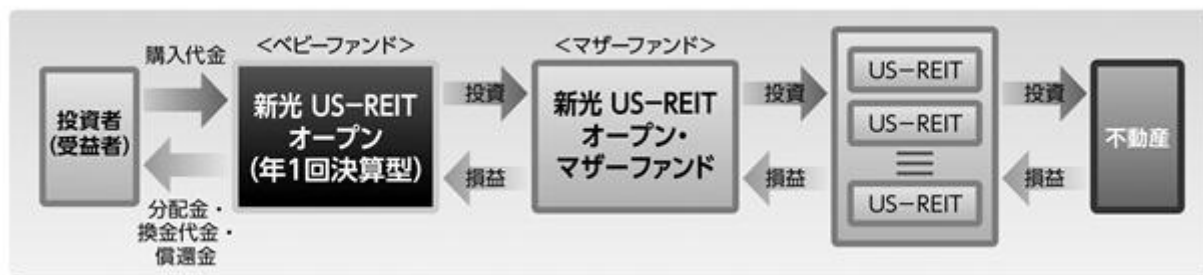 購入代金
投資者
(受益者)
分配金・
換金代金・
償還金
<ベビーファンド>
新光 US-REIT
オープン
(年1回決算型)
投資
損益
<マザーファンド>
新光 US-REIT
オープン・
マザーファンド
投資
損益
US-REIT
US-REIT
US-REIT
投資
損益
不動産